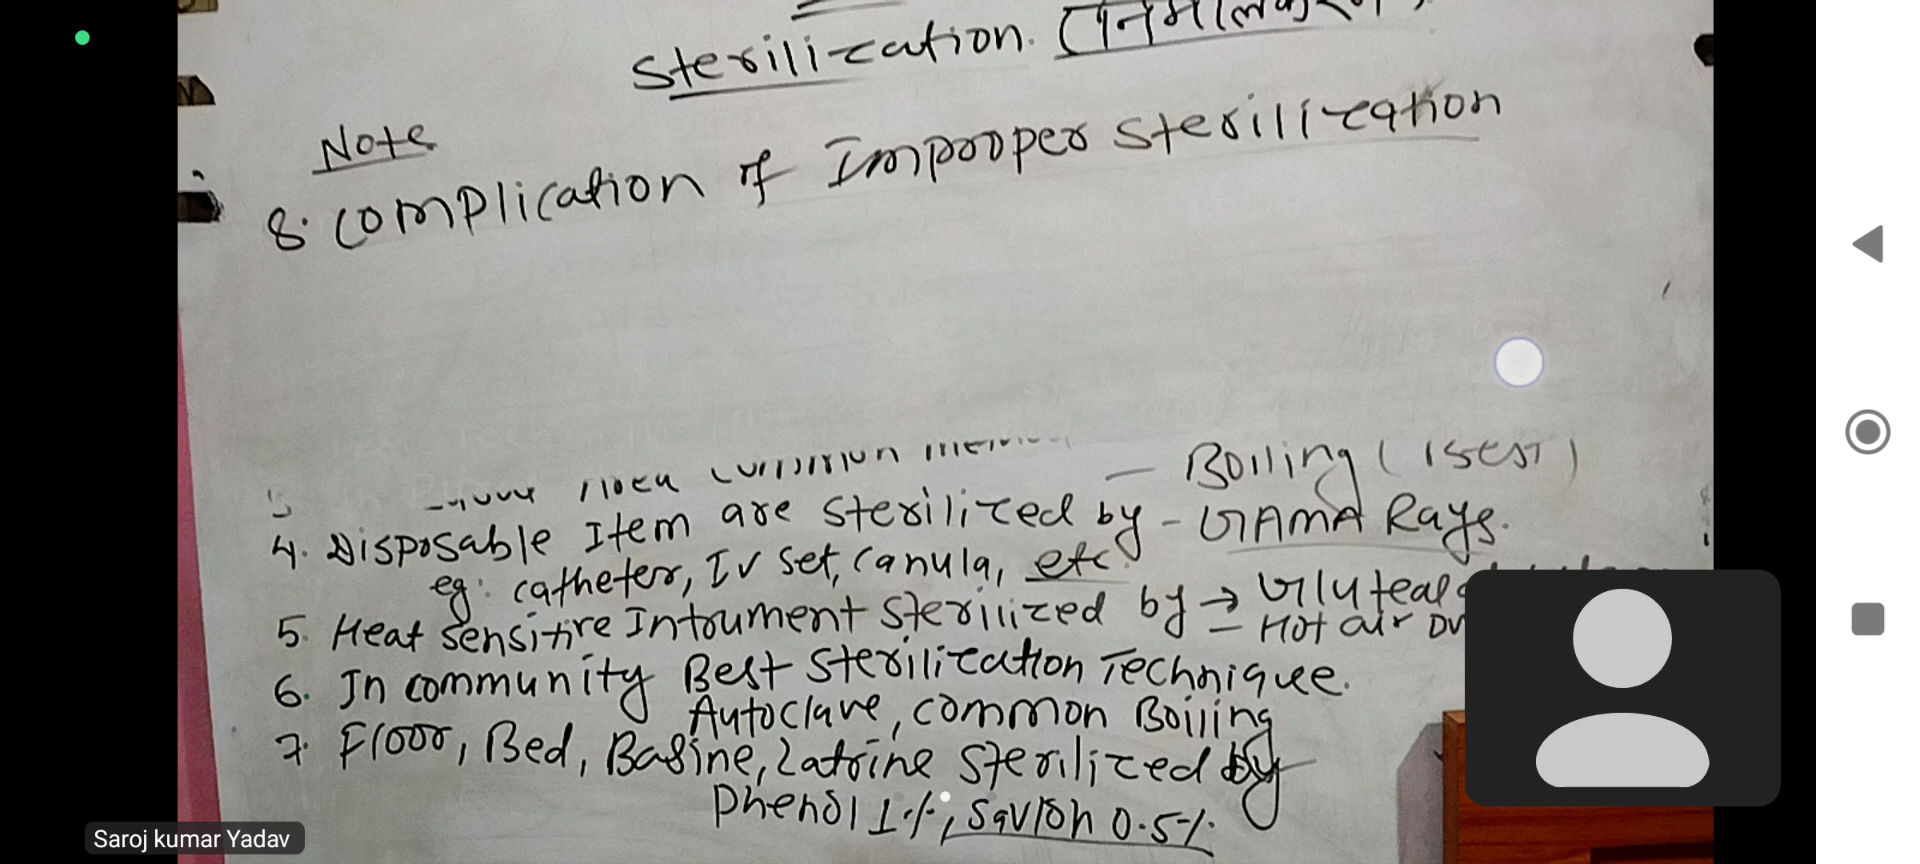 Sterilization. (निर्मलीकरण)
Note
8. Complication of Improper Sterilization
- Boiling (
4. Disposable Item are sterilized by - GAMA Rays.
eg: catheter, IV set, canula, etc.
5. Heat sensitive Intrument sterilized by →
- Hot air
6. In community Best Sterilization Technique.
Autoclave, common Boiling
7. Floor, Bed, Basine, Latrine sterilized by
Phenol 1%, Savlon 0.5%.
Saroj kumar Yadav